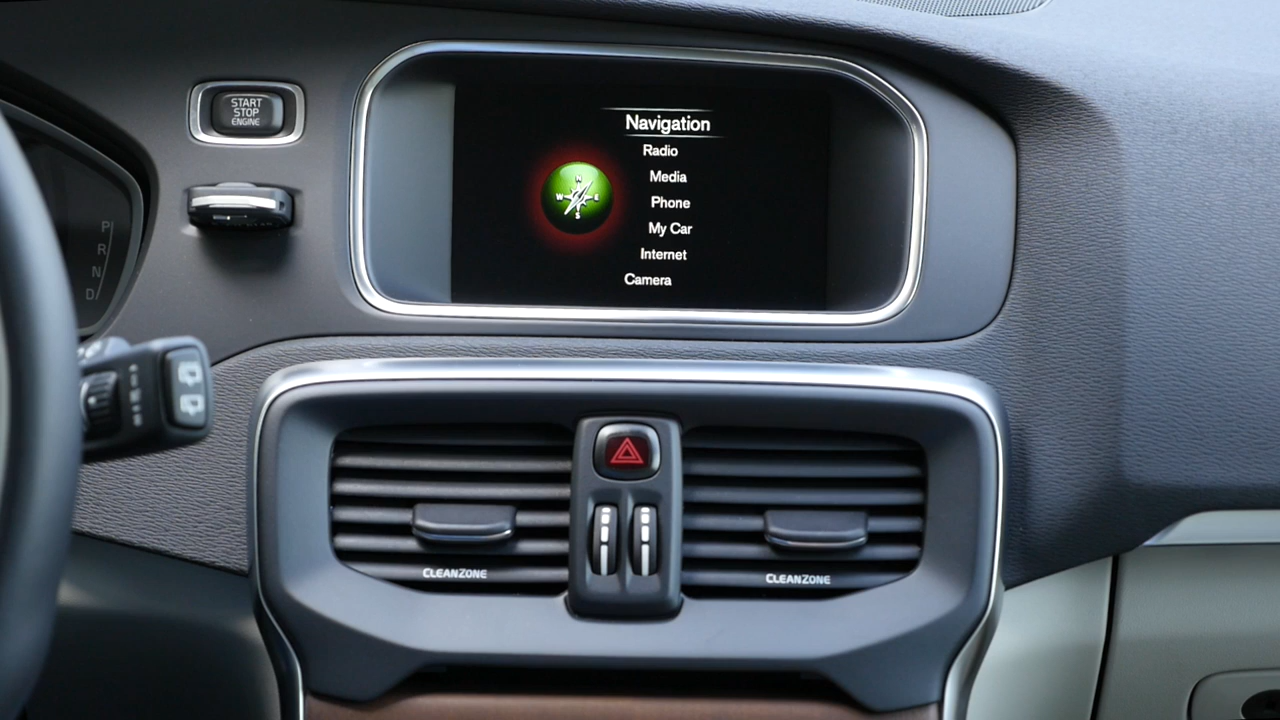 START
STOP
ENGINE
Navigation
Radio
Media
Phone
My Car
Internet
Camera
N
W E
S
P
R
N
D/
CLEANZONE
CLEANZONE